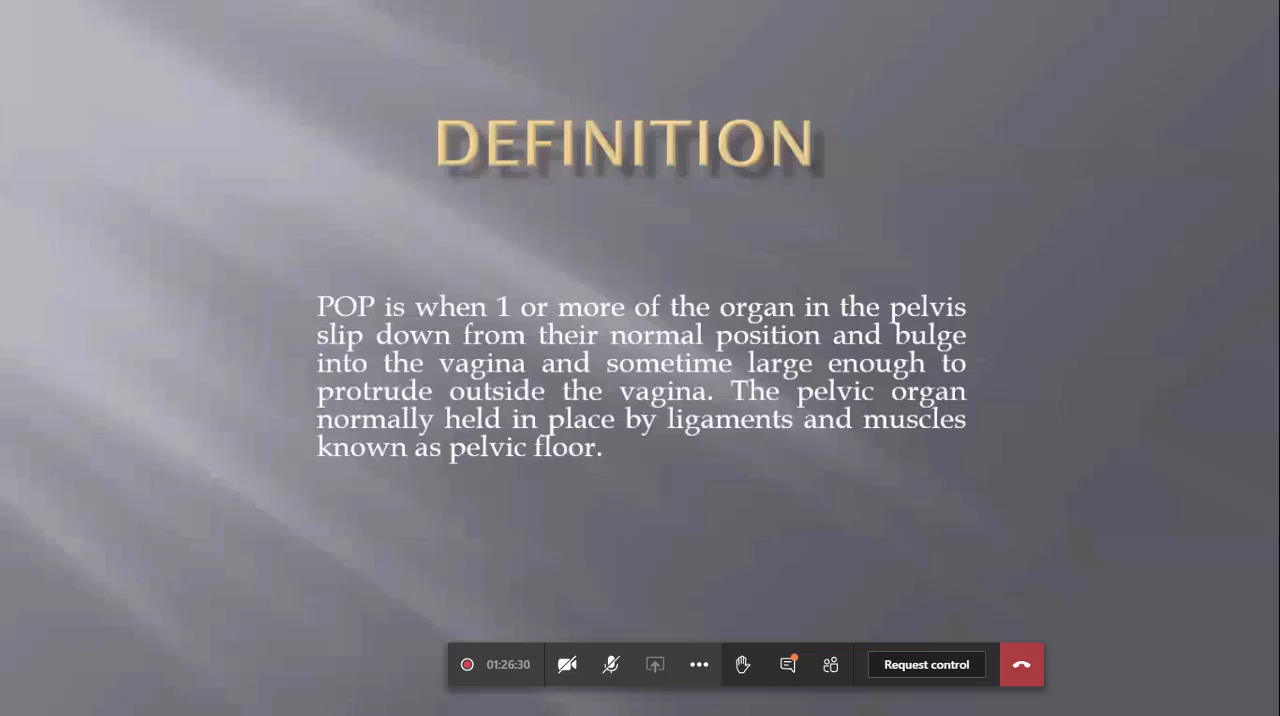 DEFINITION
POP is when 1 or more of the organ in the pelvis
slip down from their normal position and bulge
into the vagina and sometime large enough to
protrude outside the vagina. The pelvic organ
normally held in place by ligaments and muscles
known as pelvic floor.
01:26:30
Request control